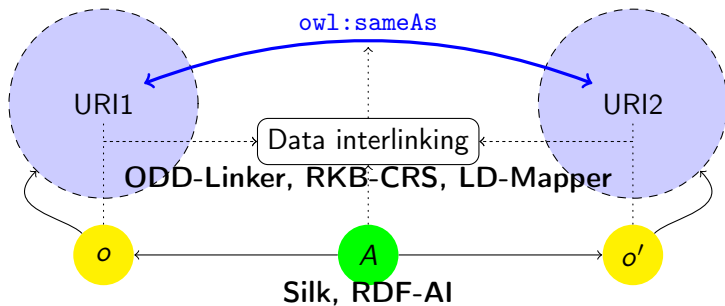 owl:sameAs
URI1
URI2
Data interlinking
ODD-Linker, RKB-CRS, LD-Mapper
o
A
o′
Silk, RDF-AI